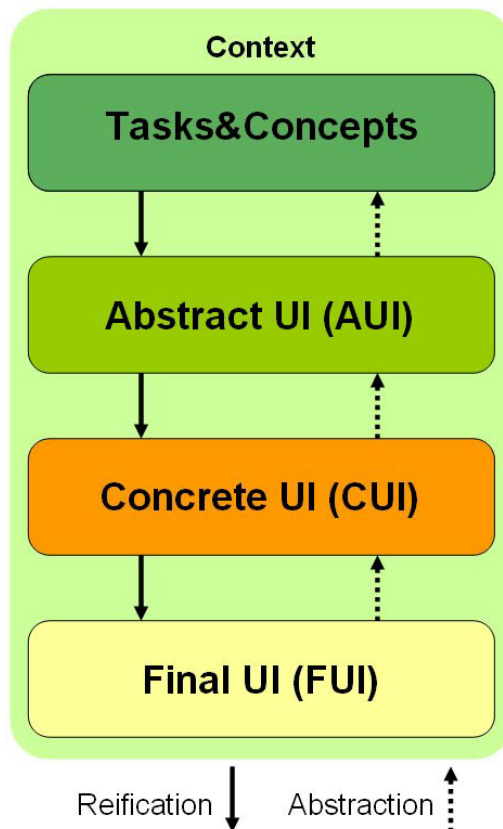 Context
Tasks&Concepts
Abstract UI (AUI)
Concrete UI (CUI)
Final UI (FUI)
Reification Abstraction